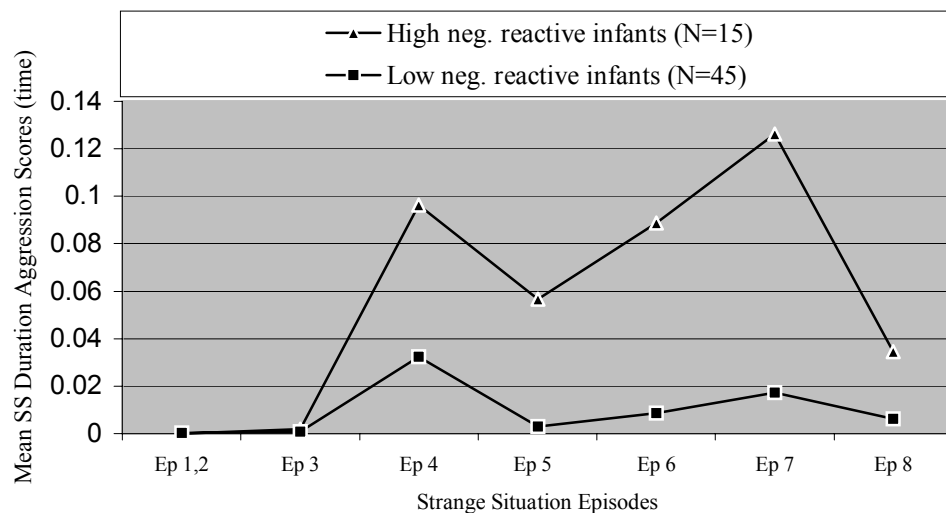 High neg. reactive infants (N=15)
Low neg. reactive infants (N=45)
Mean SS Duration Aggression Scores (time)
0.14
0.12
0.1
0.08
0.06
0.04
0.02
0
Ep 1,2 Ep 3 Ep 4 Ep 5 Ep 6 Ep 7 Ep 8
Strange Situation Episodes